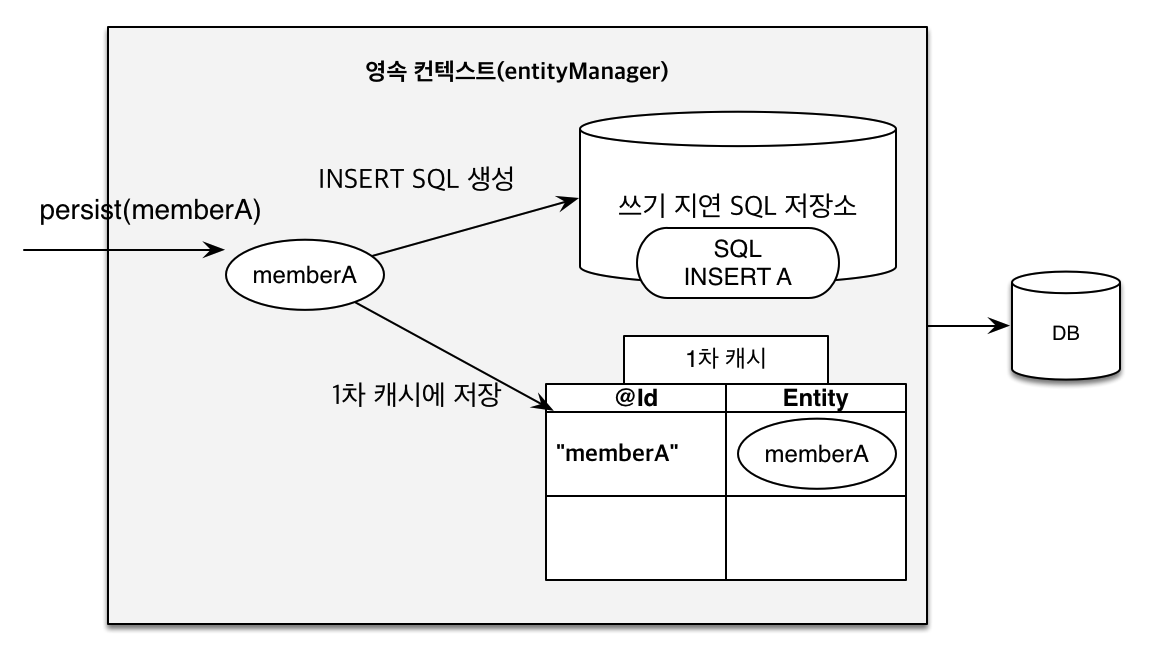 영속 컨텍스트(entityManager)
INSERT SQL 생성
persist(memberA)
쓰기 지연 SQL 저장소
memberA
SQL
INSERT A
DB
1차 캐시
1차 캐시에 저장
@Id
Entity
"memberA"
memberA